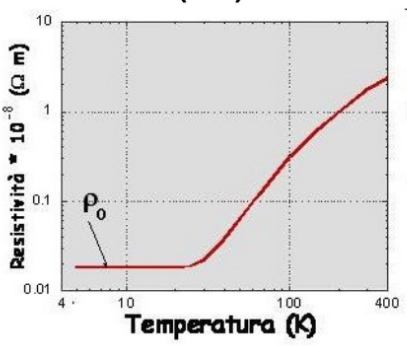 10
1
0.1
0.01
Resistività * 10⁻⁸ (Ω m)
ρ₀
4 10 100 400
Temperatura (K)